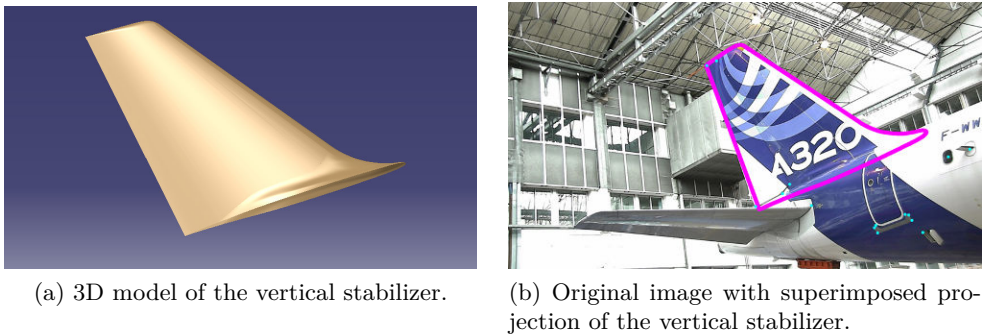 A320
F-WW
(a) 3D model of the vertical stabilizer.
(b) Original image with superimposed pro-
jection of the vertical stabilizer.